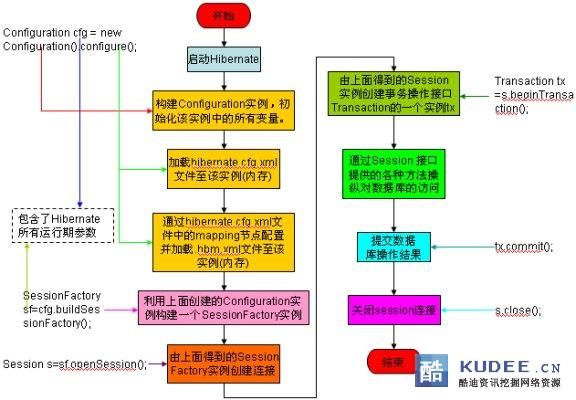 开始
Configuration cfg = new
Configuration().configure();
启动Hibernate
构建Configuration实例，初
始化该实例中的所有变量。
加载hibernate.cfg.xml
文件至该实例(内存)
通过hibernate.cfg.xml文
件中的mapping节点配置
并加载.hbm.xml文件至该
实例(内存)
包含了Hibernate
所有运行期参数
SessionFactory
sf=cfg.buildSes
sionFactory();
利用上面创建的Configuration实
例构建一个SessionFactory实例
Session s=sf.openSession();
由上面得到的Session
Factory实例创建连接
由上面得到的Session
实例创建事务操作接口
Transaction的一个实例tx
Transaction tx
=s.beginTransa
ction();
通过Session 接口
提供的各种方法操
纵对数据库的访问
提交数据
库操作结果
tx.commit();
关闭session连接
s.close();
结束
酷 KUDEE.CN
酷迪资讯挖掘网络资源